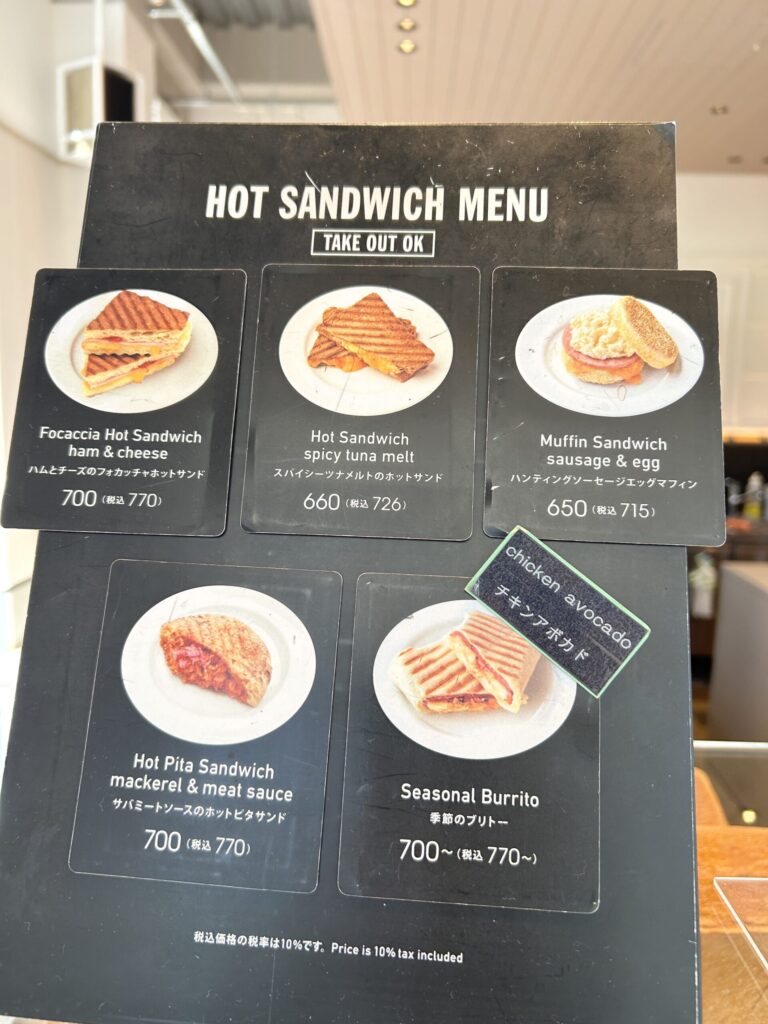 HOT SANDWICH MENU
TAKE OUT OK
Focaccia Hot Sandwich
ham & cheese
ハムとチーズのフォカッチャホットサンド
700 (税込 770)
Hot Sandwich
spicy tuna melt
スパイシーツナメルトのホットサンド
660 (税込 726)
Muffin Sandwich
sausage & egg
ハンティングソーセージエッグマフィン
650 (税込 715)
Hot Pita Sandwich
mackerel & meat sauce
サバミートソースのホットピタサンド
700 (税込 770)
chicken avocado
チキンアボカド
Seasonal Burrito
季節のブリトー
700〜 (税込 770〜)
税込価格の税率は10%です。Price is 10% tax included